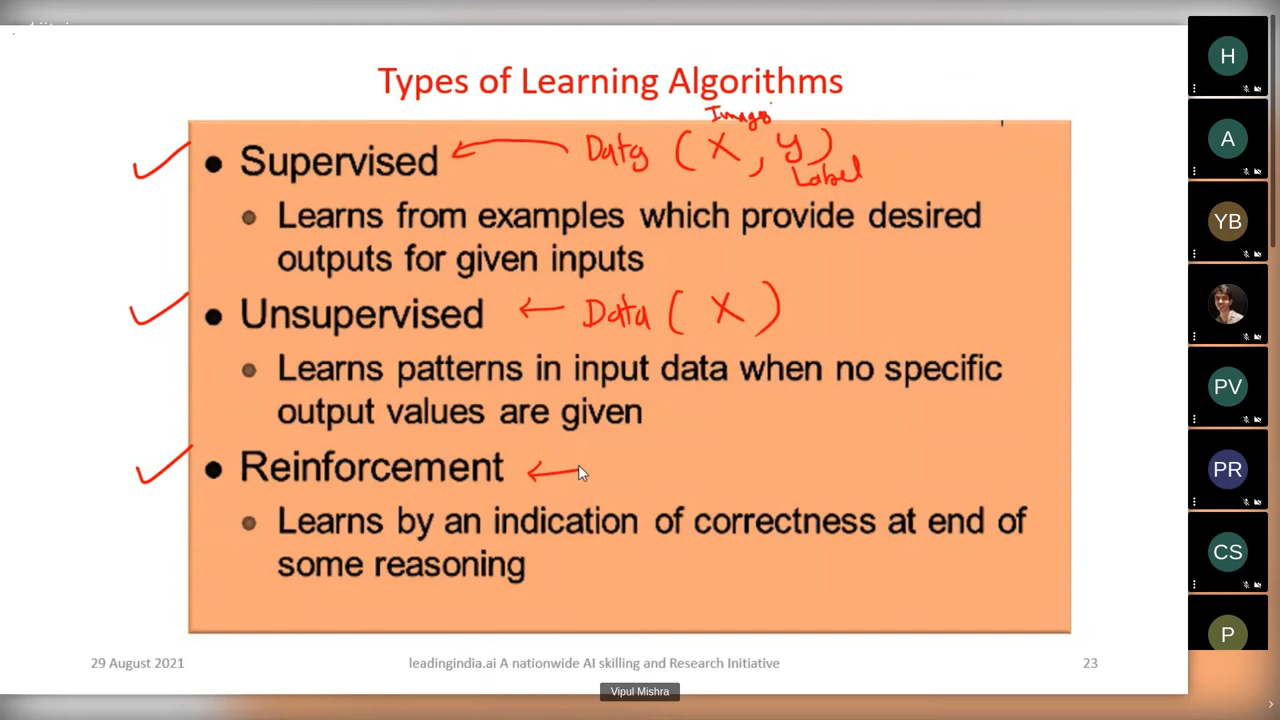 Types of Learning Algorithms
Image
H
• Supervised ← Data ( X , y )
Label
A
• Learns from examples which provide desired
outputs for given inputs
YB
• Unsupervised ← Data ( X )
• Learns patterns in input data when no specific
output values are given
PV
• Reinforcement ←
PR
• Learns by an indication of correctness at end of
some reasoning
CS
P
29 August 2021 leadingindia.ai A nationwide AI skilling and Research Initiative 23
Vipul Mishra